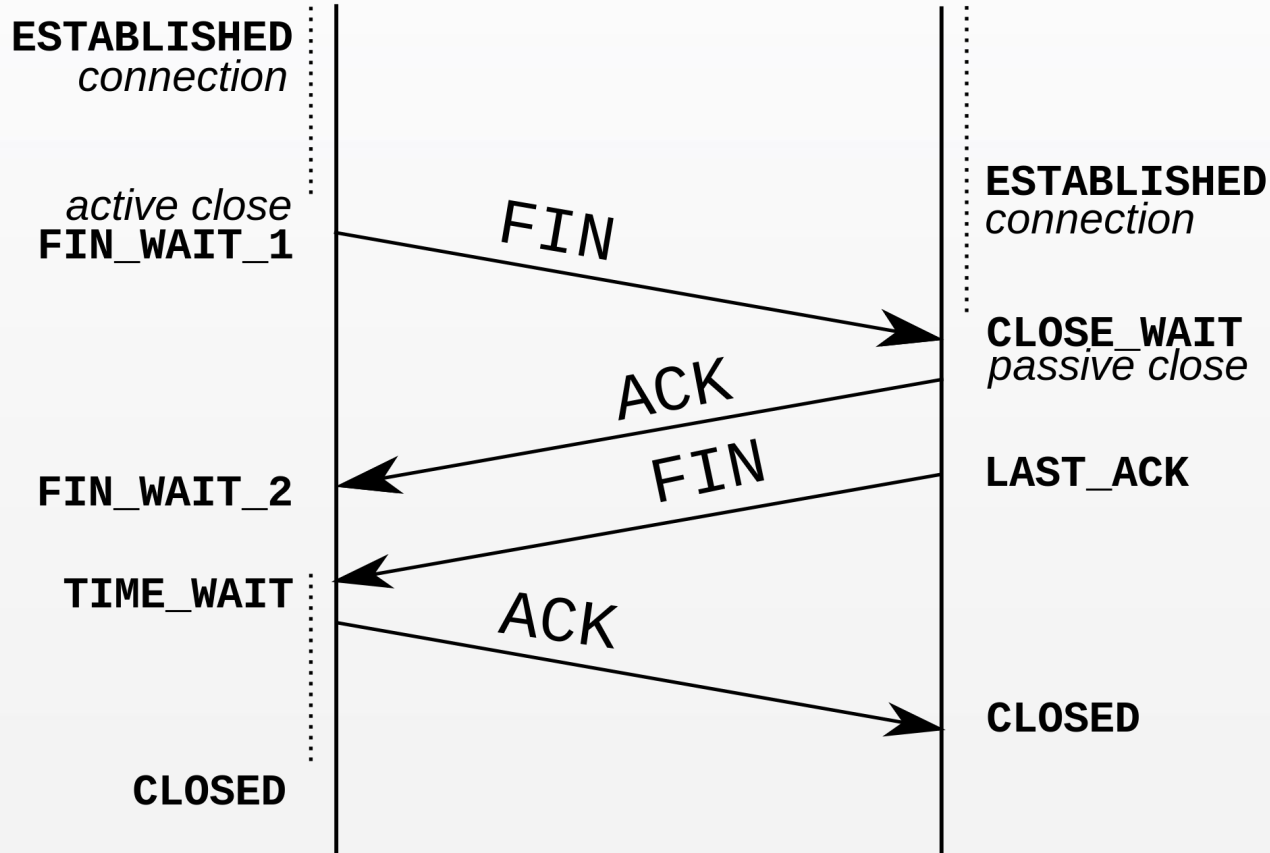 ESTABLISHED
connection
active close
FIN_WAIT_1
FIN
ESTABLISHED
connection
CLOSE_WAIT
passive close
ACK
FIN
LAST_ACK
FIN_WAIT_2
TIME_WAIT
ACK
CLOSED
CLOSED